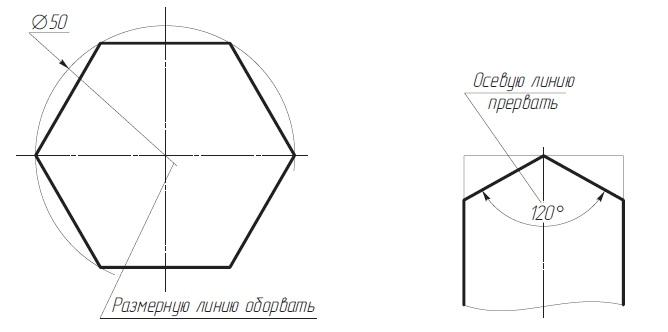 ⌀50
Осевую линию
прервать
120°
Размерную линию оборвать